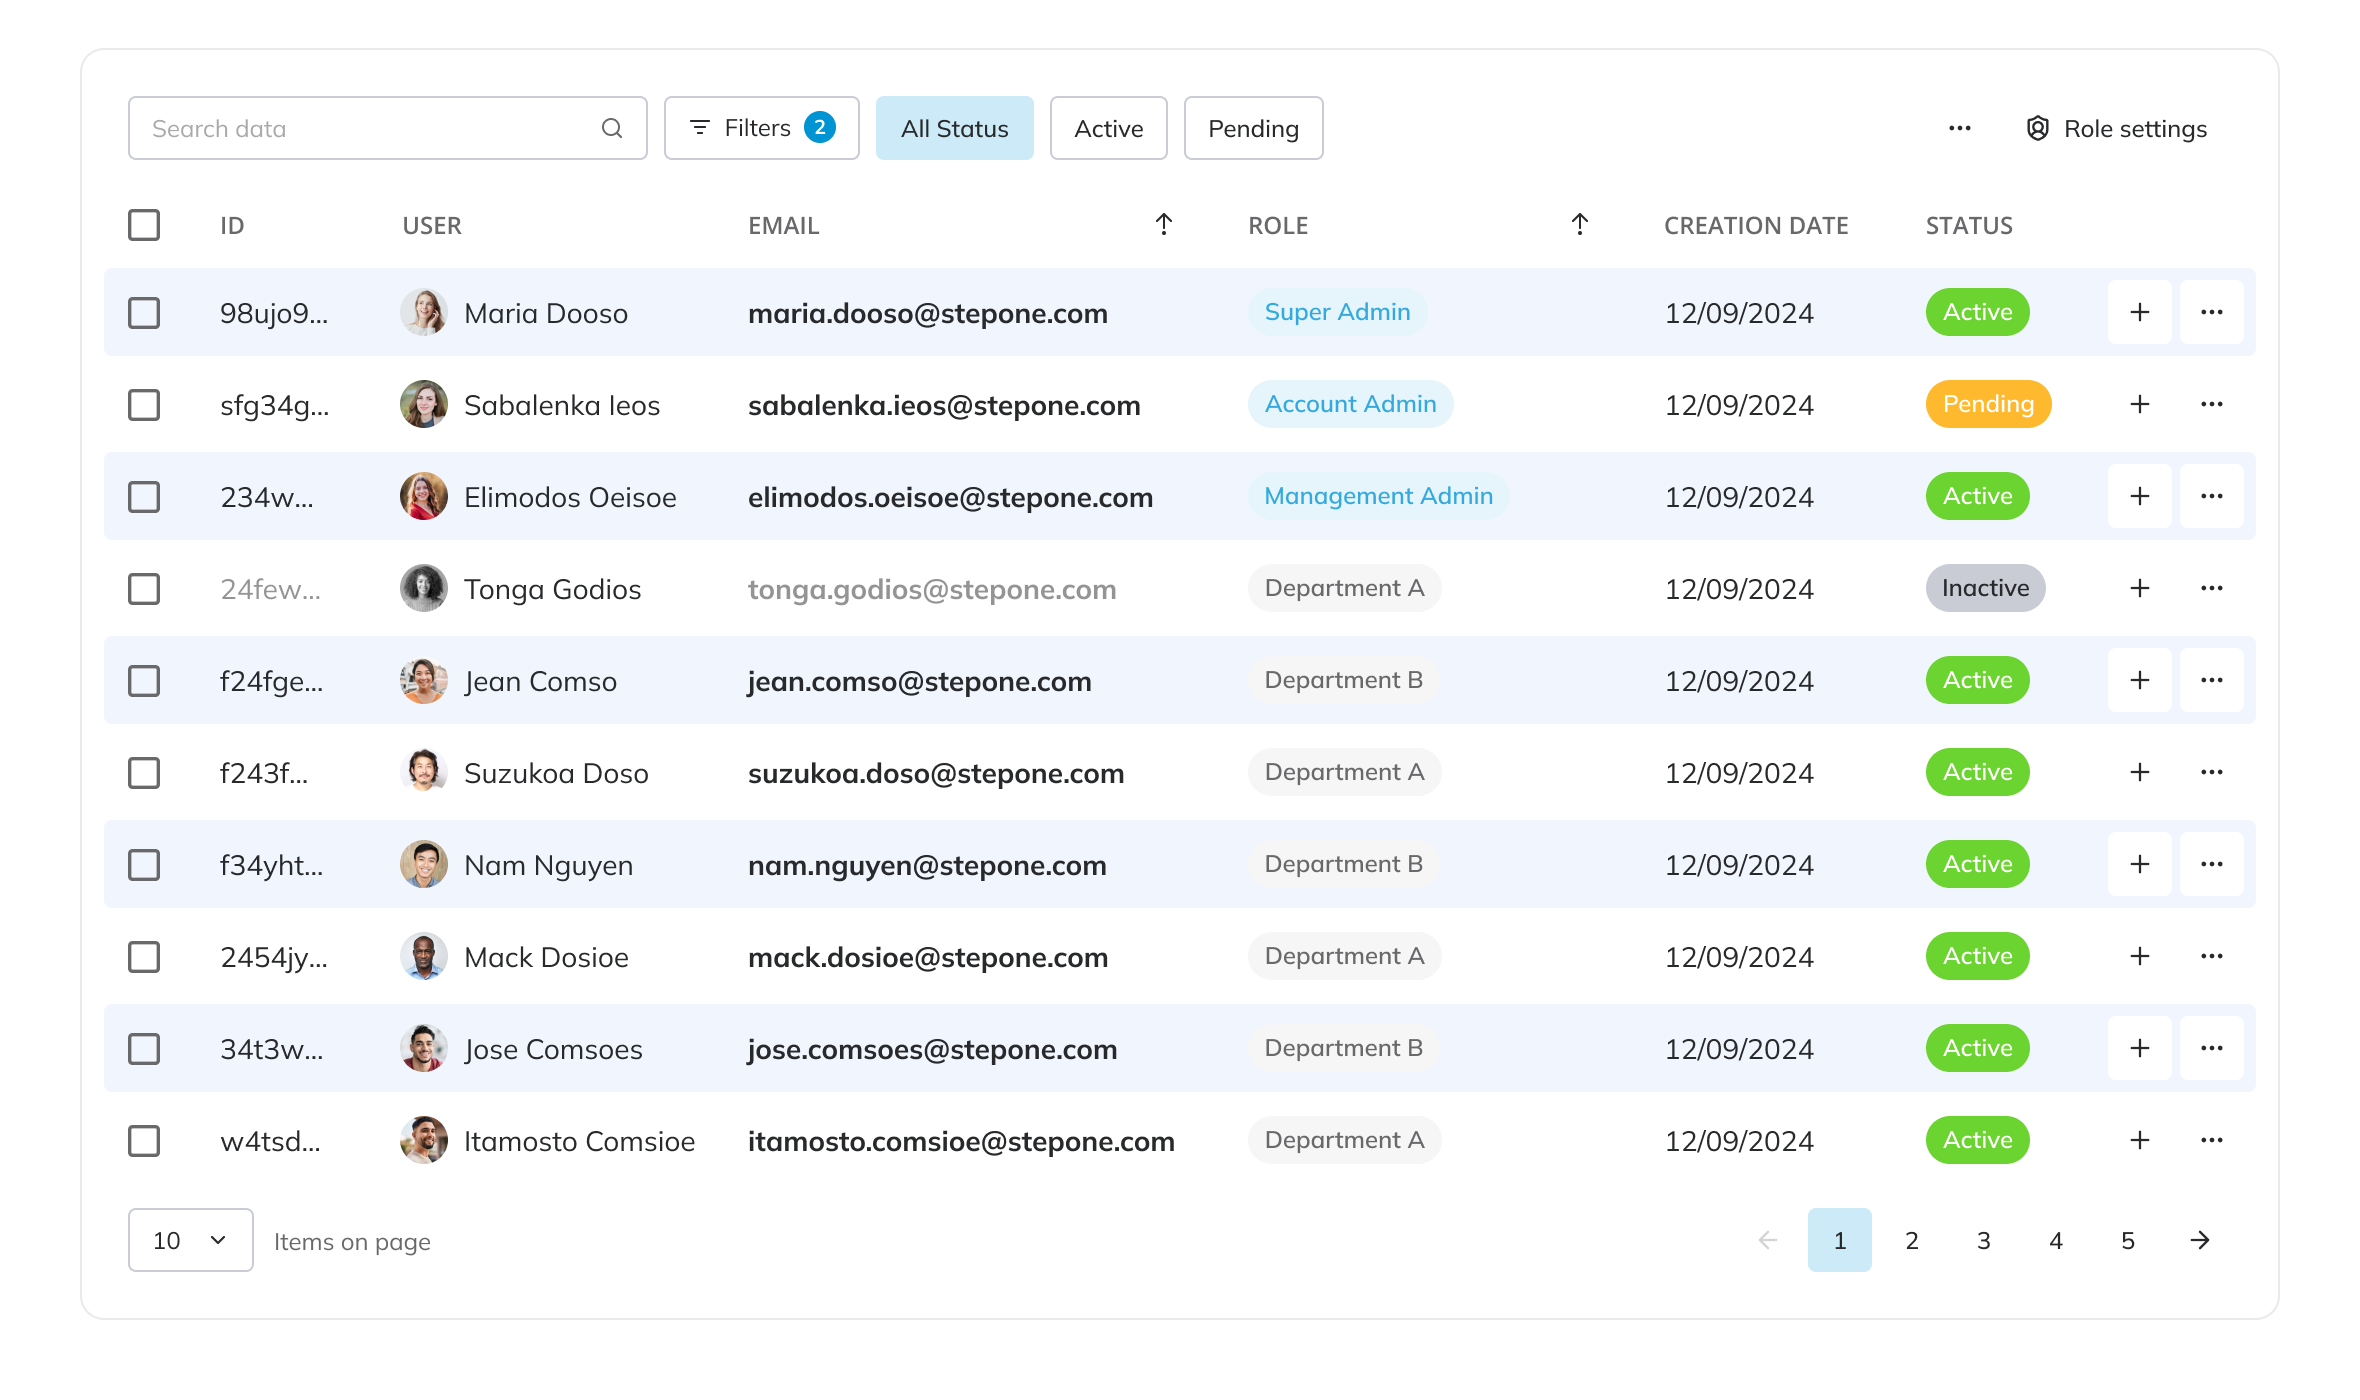 Search data Filters 2 All Status Active Pending ... Role settings
ID USER EMAIL ROLE CREATION DATE STATUS
98ujo9... Maria Dooso maria.dooso@stepone.com Super Admin 12/09/2024 Active + ...
sfg34g... Sabalenka Ieos sabalenka.ieos@stepone.com Account Admin 12/09/2024 Pending + ...
234w... Elimodos Oeisoe elimodos.oeisoe@stepone.com Management Admin 12/09/2024 Active + ...
24few... Tonga Godios tonga.godios@stepone.com Department A 12/09/2024 Inactive + ...
f24fge... Jean Comso jean.comso@stepone.com Department B 12/09/2024 Active + ...
f243f... Suzukoa Doso suzukoa.doso@stepone.com Department A 12/09/2024 Active + ...
f34yht... Nam Nguyen nam.nguyen@stepone.com Department B 12/09/2024 Active + ...
2454jy... Mack Dosioe mack.dosioe@stepone.com Department A 12/09/2024 Active + ...
34t3w... Jose Comsoes jose.comsoes@stepone.com Department B 12/09/2024 Active + ...
w4tsd... Itamosto Comsioe itamosto.comsioe@stepone.com Department A 12/09/2024 Active + ...
10 Items on page 1 2 3 4 5